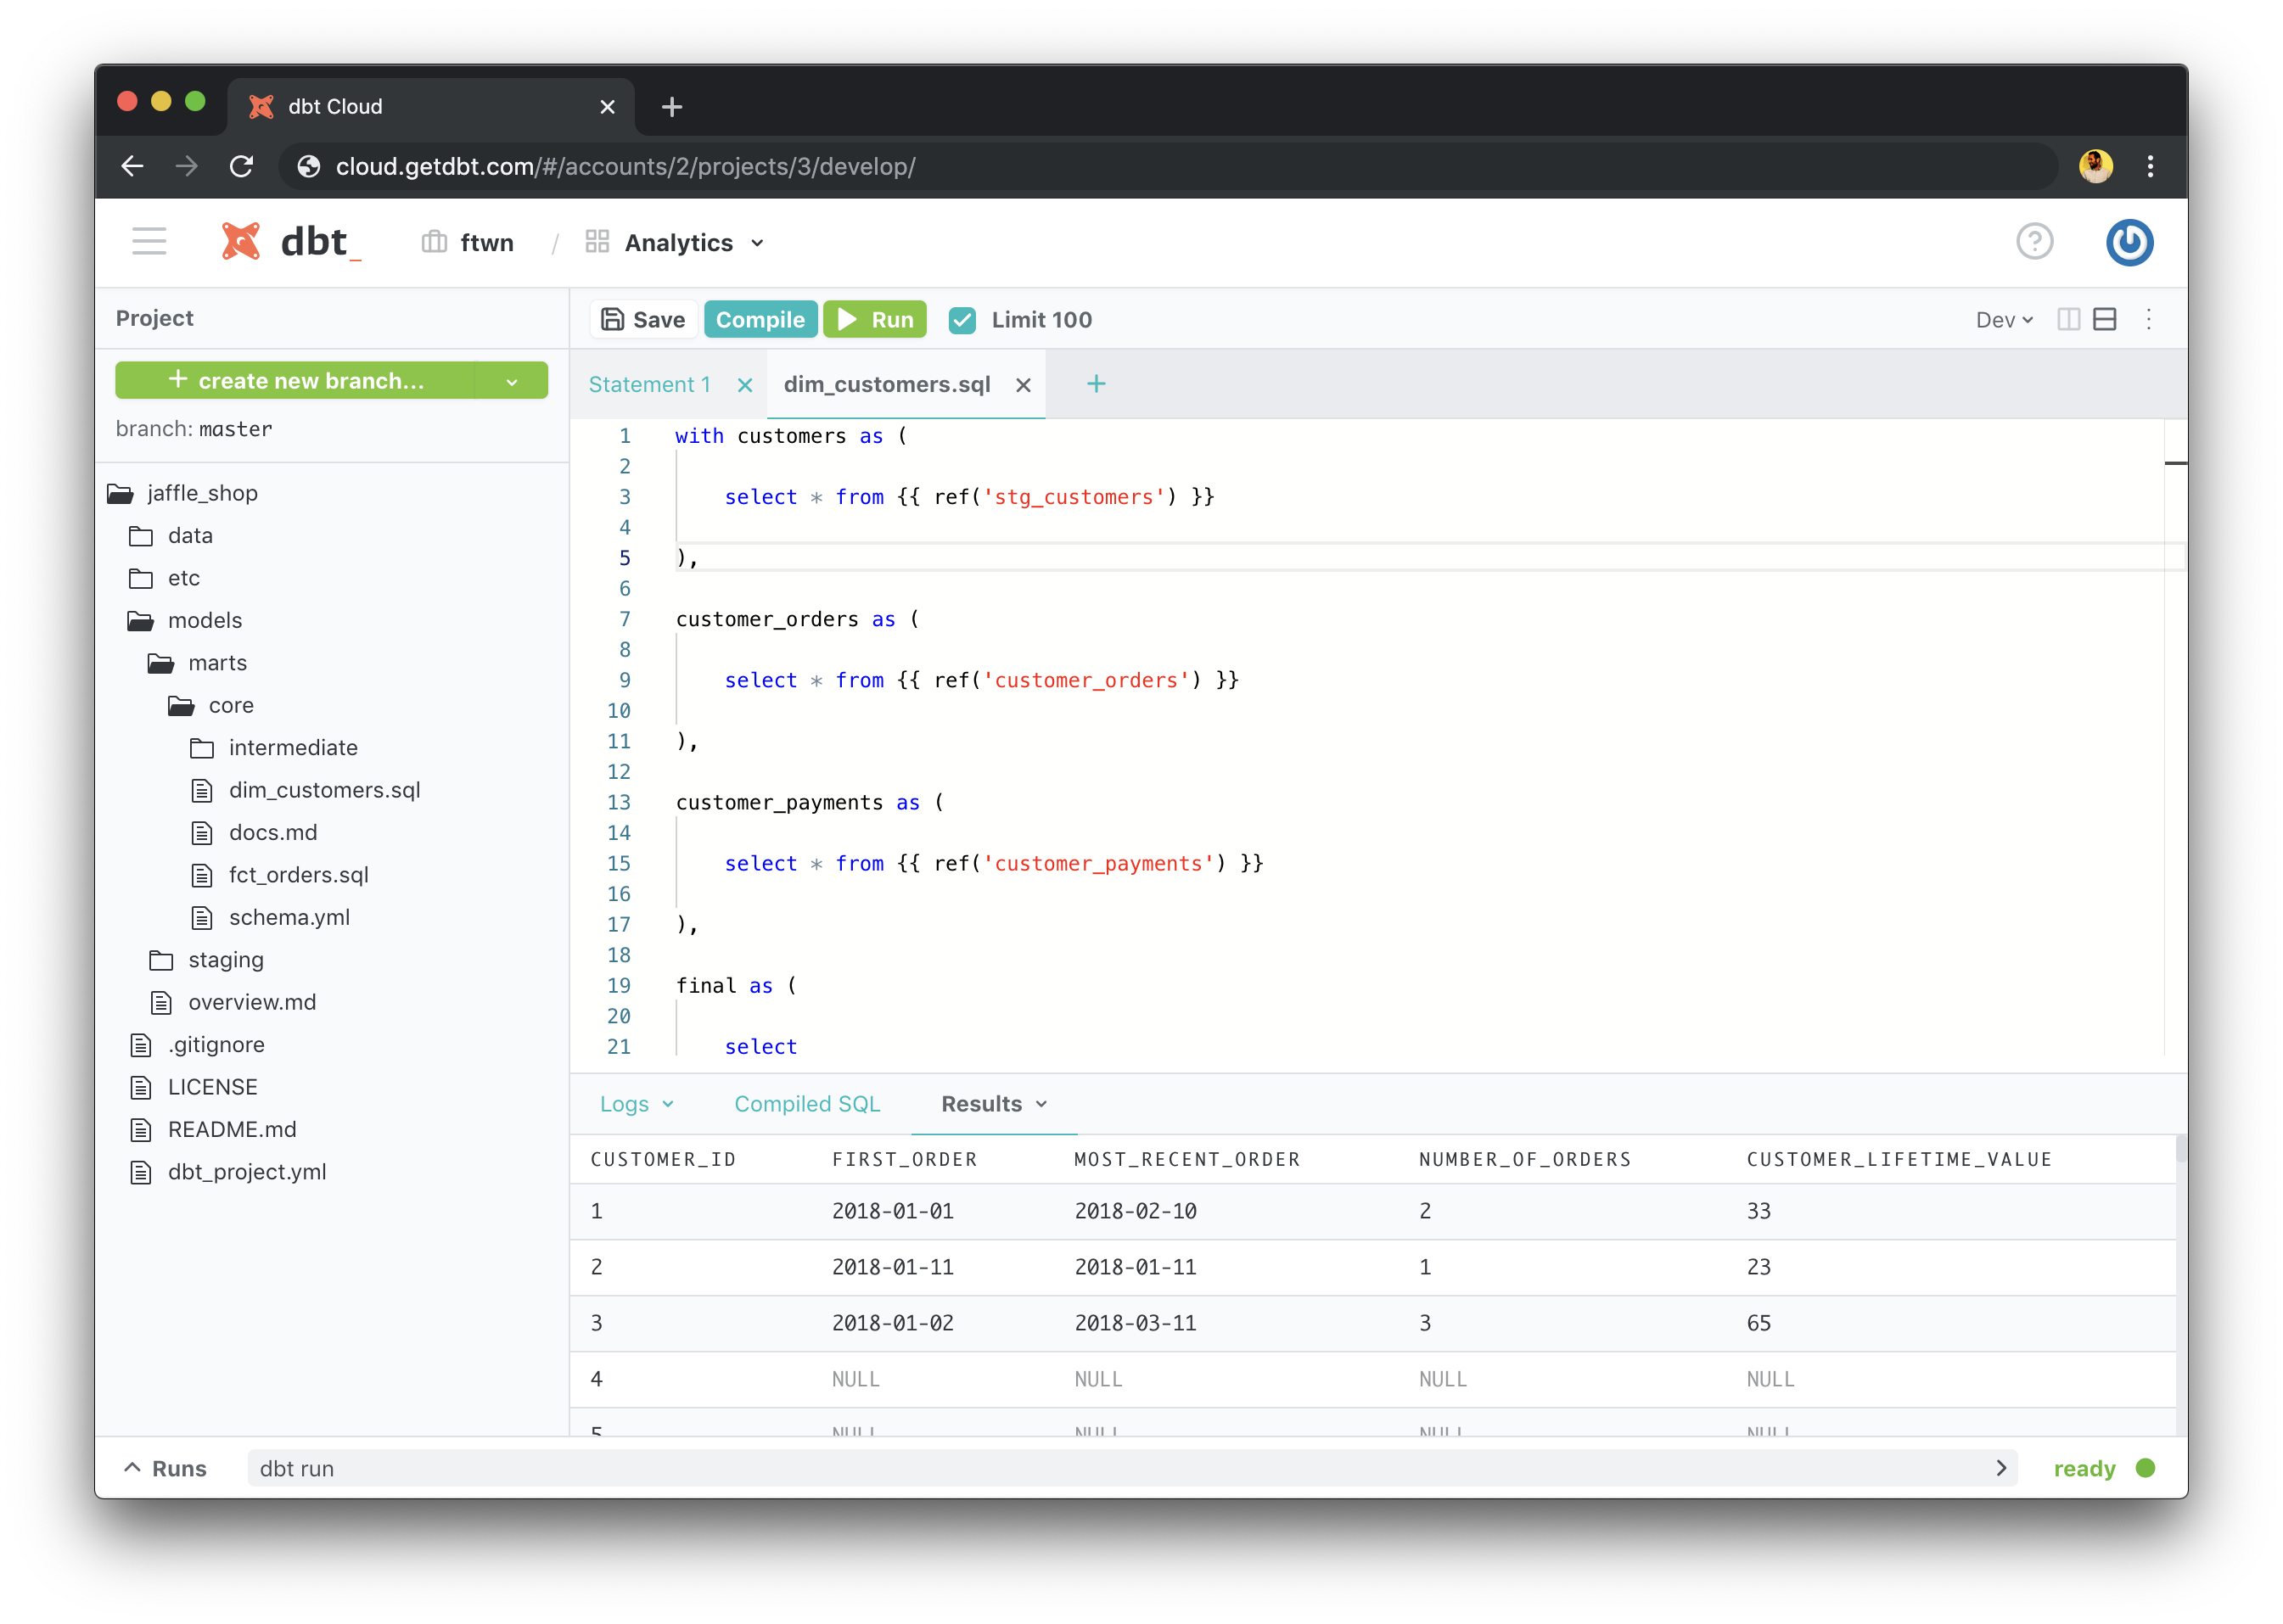 dbt Cloud
cloud.getdbt.com/#/accounts/2/projects/3/develop/
dbt_ ftwn / Analytics
Project
Save Compile Run Limit 100 Dev
create new branch...
branch: master
Statement 1 dim_customers.sql
jaffle_shop
data
etc
models
marts
core
intermediate
dim_customers.sql
docs.md
fct_orders.sql
schema.yml
staging
overview.md
.gitignore
LICENSE
README.md
dbt_project.yml
1 with customers as (
2
3 select * from {{ ref('stg_customers') }}
4
5 ),
6
7 customer_orders as (
8
9 select * from {{ ref('customer_orders') }}
10
11 ),
12
13 customer_payments as (
14
15 select * from {{ ref('customer_payments') }}
16
17 ),
18
19 final as (
20
21 select
Logs Compiled SQL Results
CUSTOMER_ID FIRST_ORDER MOST_RECENT_ORDER NUMBER_OF_ORDERS CUSTOMER_LIFETIME_VALUE
1 2018-01-01 2018-02-10 2 33
2 2018-01-11 2018-01-11 1 23
3 2018-01-02 2018-03-11 3 65
4 NULL NULL NULL NULL
5 NULL NULL NULL NULL
Runs dbt run ready